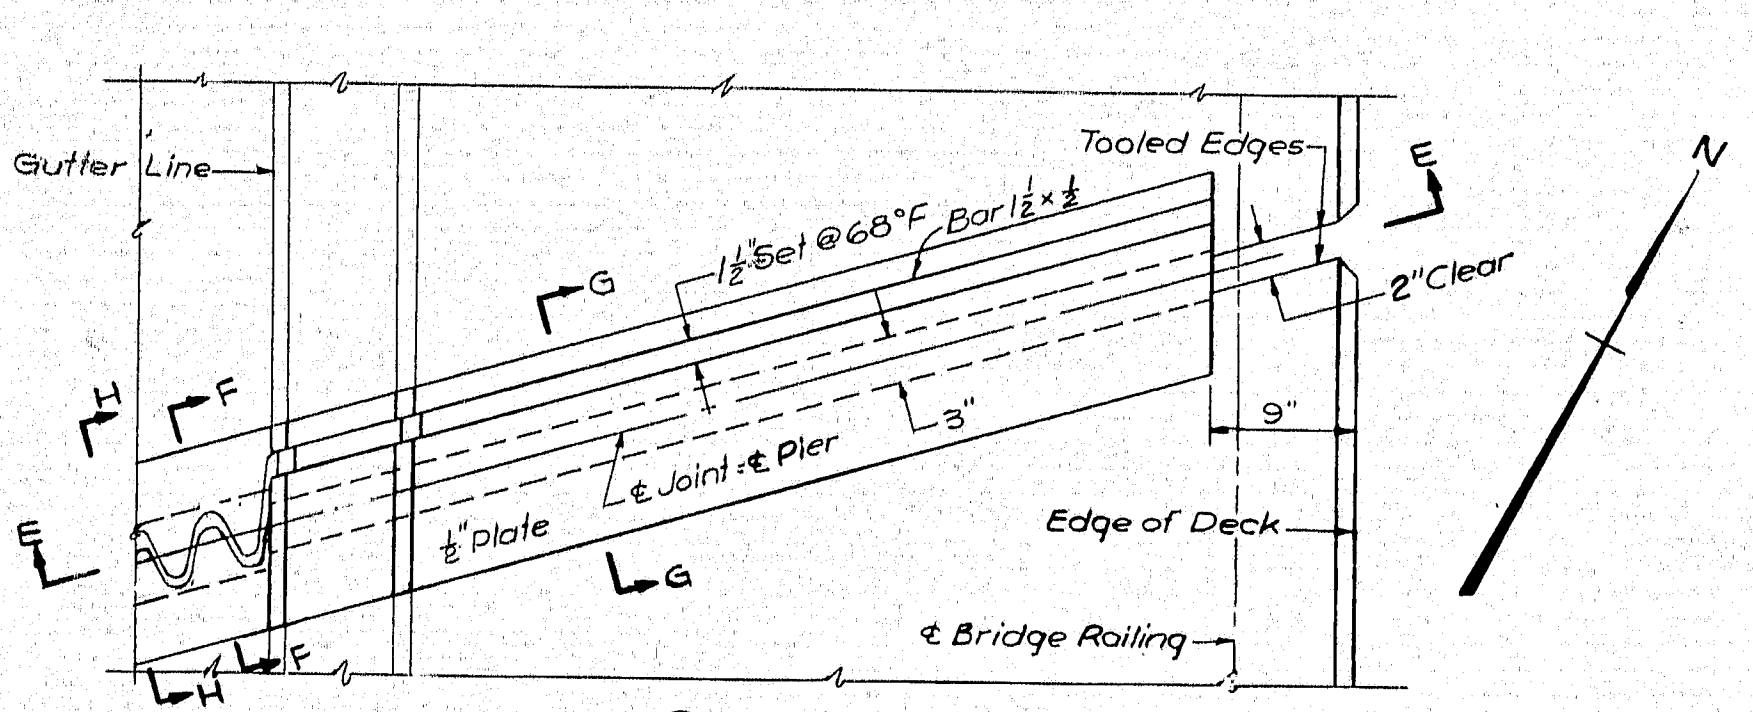 Gutter Line
Tooled Edges
E
N
1½" Set @ 68°F
Bar 1½ x ½
G
2" Clear
H
F
3"
9"
℄ Joint = ℄ Pier
½" Plate
E
Edge of Deck
G
℄ Bridge Railing
F
H